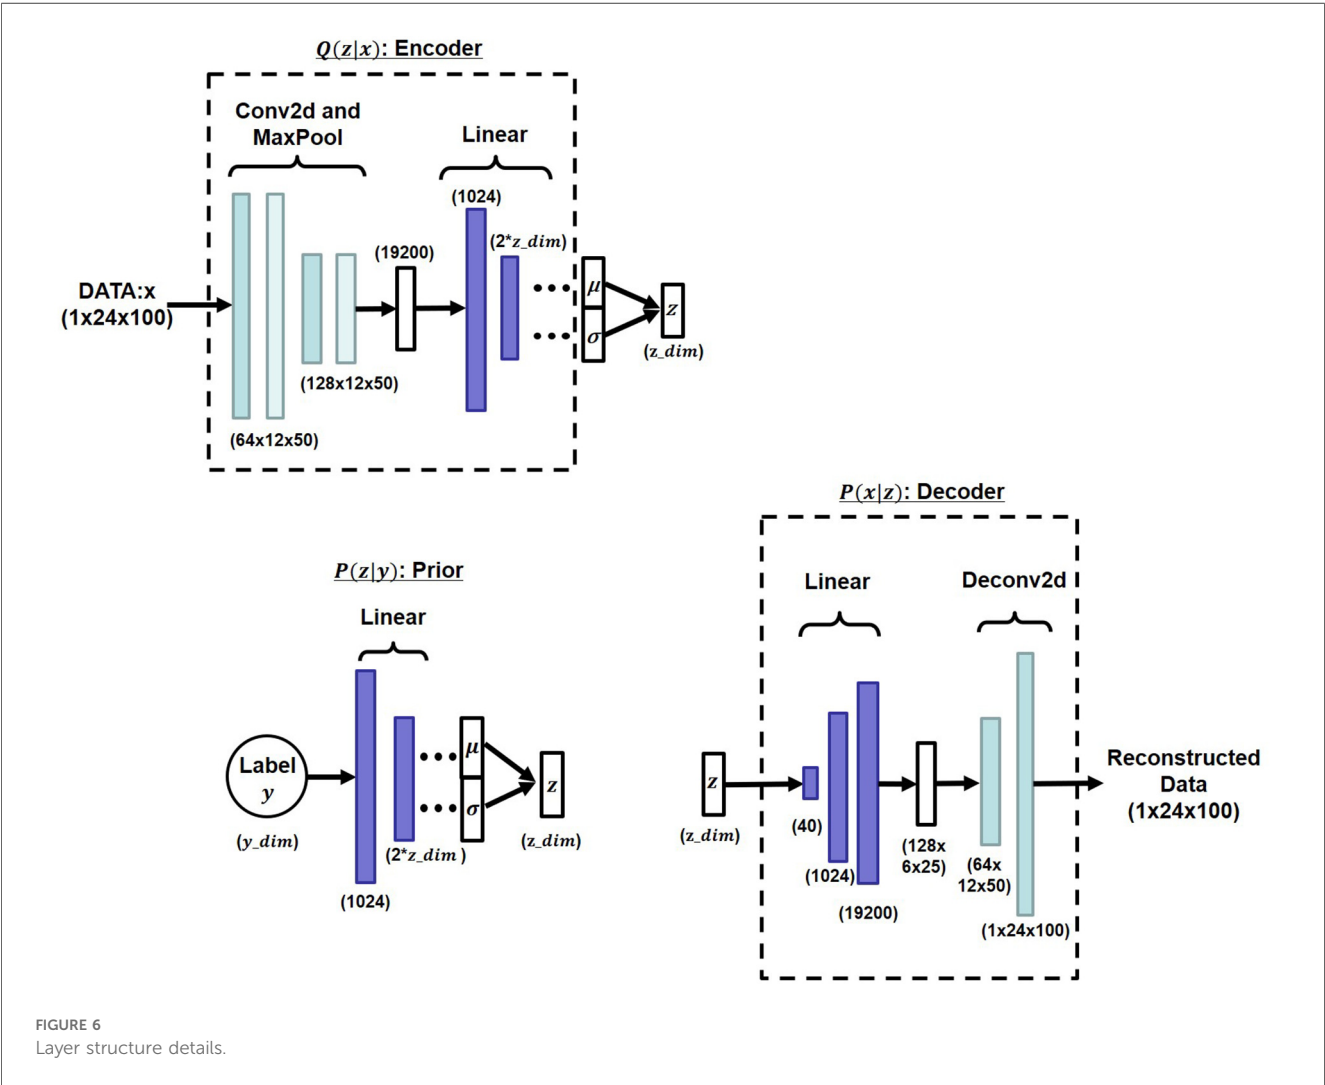 Q(z|x): Encoder
Conv2d and
MaxPool
Linear
(1024)
(2*z_dim)
(19200)
DATA:x
(1x24x100)
μ
σ
z
(z_dim)
(128x12x50)
(64x12x50)
P(z|y): Prior
Linear
Label
y
(y_dim)
(1024)
(2*z_dim)
μ
σ
z
(z_dim)
P(x|z): Decoder
Linear
Deconv2d
z
(z_dim)
(40)
(1024)
(19200)
(128x
6x25)
(64x
12x50)
(1x24x100)
Reconstructed
Data
(1x24x100)
FIGURE 6
Layer structure details.